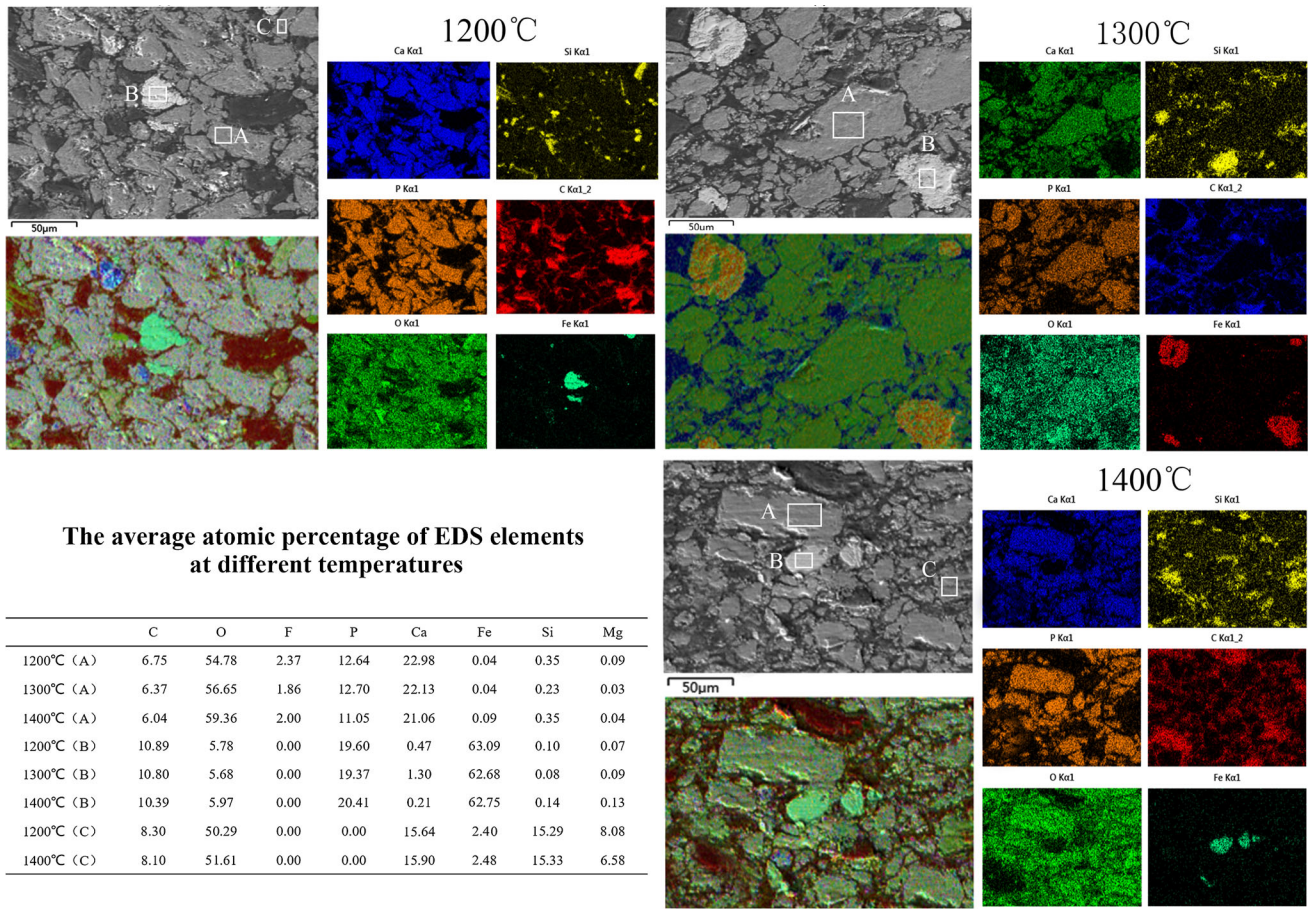 C
1200℃
Ca Kα1
Si Kα1
B
A
P Kα1
C Kα1_2
50μm
O Kα1
Fe Kα1
1300℃
Ca Kα1
Si Kα1
A
B
P Kα1
C Kα1_2
50μm
O Kα1
Fe Kα1
1400℃
Ca Kα1
Si Kα1
A
B
C
P Kα1
C Kα1_2
50μm
O Kα1
Fe Kα1
The average atomic percentage of EDS elements
at different temperatures
C O F P Ca Fe Si Mg
1200℃（A） 6.75 54.78 2.37 12.64 22.98 0.04 0.35 0.09
1300℃（A） 6.37 56.65 1.86 12.70 22.13 0.04 0.23 0.03
1400℃（A） 6.04 59.36 2.00 11.05 21.06 0.09 0.35 0.04
1200℃（B） 10.89 5.78 0.00 19.60 0.47 63.09 0.10 0.07
1300℃（B） 10.80 5.68 0.00 19.37 1.30 62.68 0.08 0.09
1400℃（B） 10.39 5.97 0.00 20.41 0.21 62.75 0.14 0.13
1200℃（C） 8.30 50.29 0.00 0.00 15.64 2.40 15.29 8.08
1400℃（C） 8.10 51.61 0.00 0.00 15.90 2.48 15.33 6.58